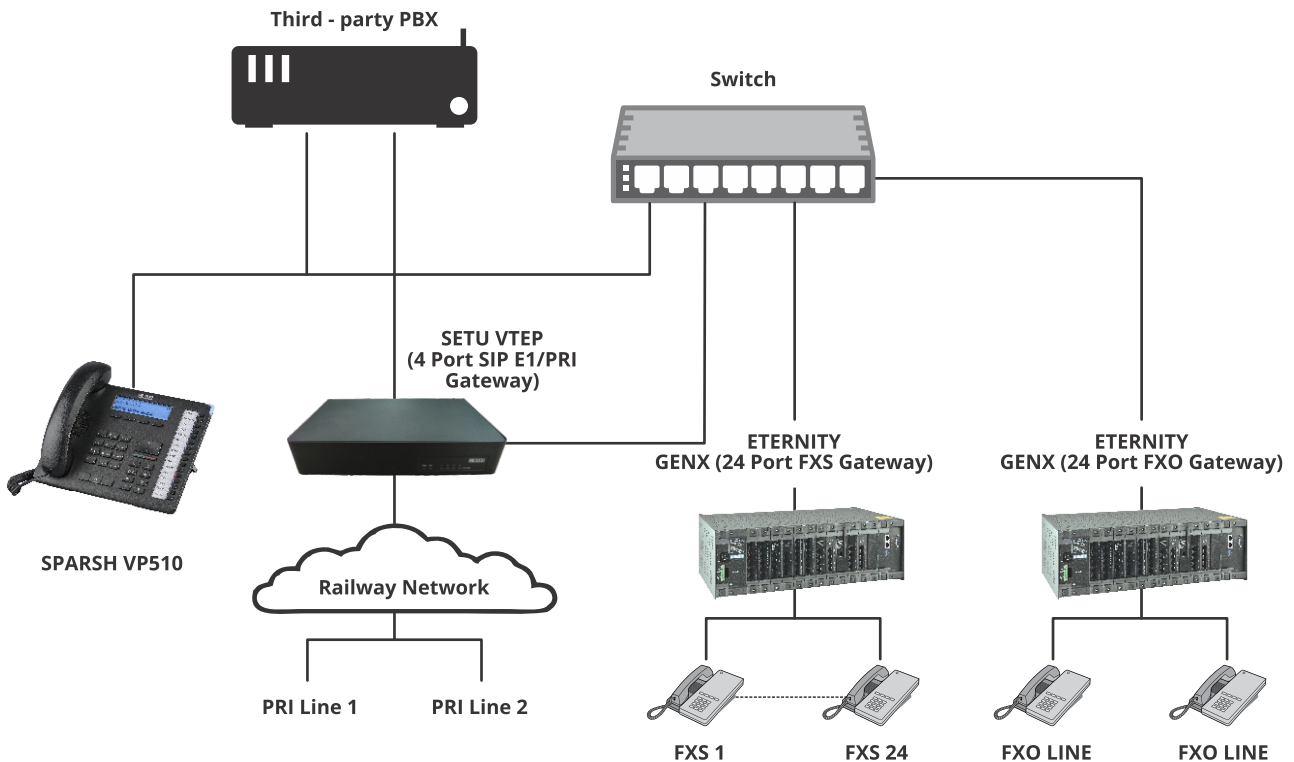 Third - party PBX
Switch
SETU VTEP
(4 Port SIP E1/PRI
Gateway)
ETERNITY
GENX (24 Port FXS Gateway)
ETERNITY
GENX (24 Port FXO Gateway)
SPARSH VP510
Railway Network
PRI Line 1
PRI Line 2
FXS 1
FXS 24
FXO LINE
FXO LINE